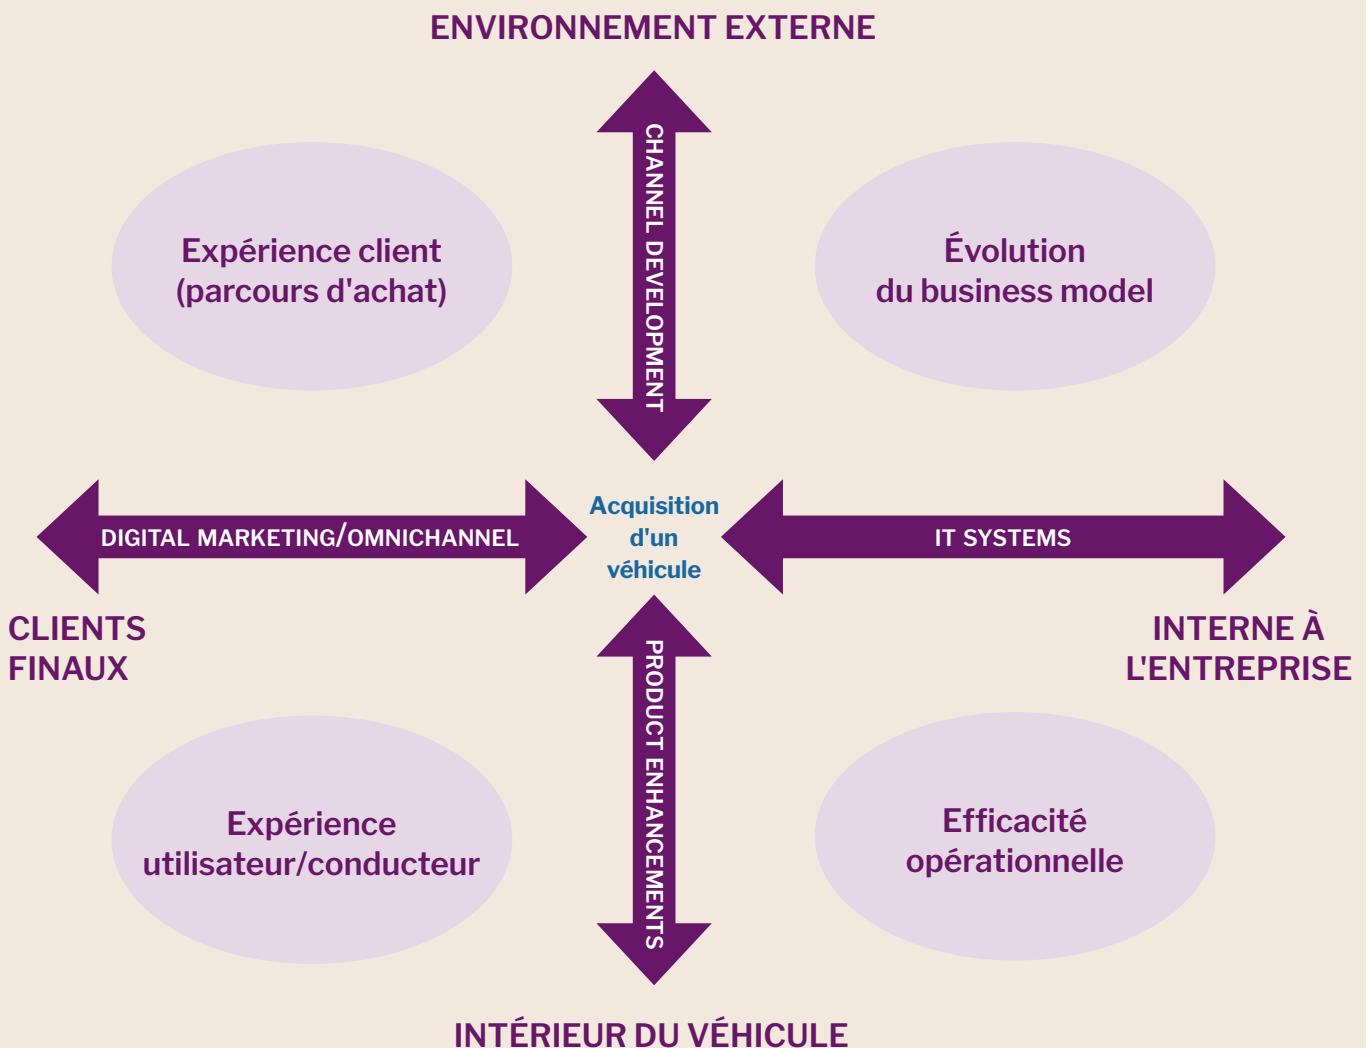 ENVIRONNEMENT EXTERNE
CHANNEL DEVELOPMENT
Expérience client
(parcours d'achat)
Évolution
du business model
DIGITAL MARKETING/OMNICHANNEL
Acquisition
d'un
véhicule
IT SYSTEMS
CLIENTS
FINAUX
INTERNE À
L'ENTREPRISE
PRODUCT ENHANCEMENTS
Expérience
utilisateur/conducteur
Efficacité
opérationnelle
INTÉRIEUR DU VÉHICULE